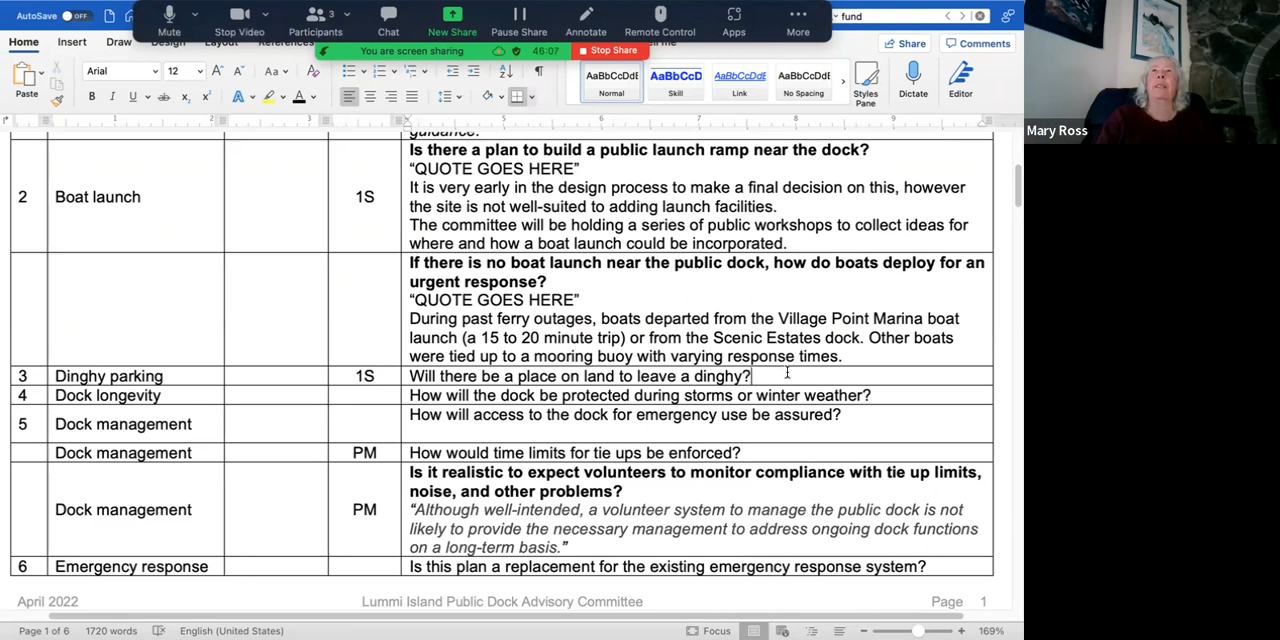 AutoSave OFF
fund
Mute
Stop Video
Participants 3
Chat
New Share
Pause Share
Annotate
Remote Control
Apps
More
You are screen sharing 46:07 Stop Share
Home Insert Draw Design Layout References
Share Comments
Paste
Arial 12
AaBbCcDdE AaBbCcD AaBbCcDdEe AaBbCcDdE
Normal Skill Link No Spacing Styles Pane Dictate Editor
guidance.
2 Boat launch 1S Is there a plan to build a public launch ramp near the dock?
“QUOTE GOES HERE”
It is very early in the design process to make a final decision on this, however
the site is not well-suited to adding launch facilities.
The committee will be holding a series of public workshops to collect ideas for
where and how a boat launch could be incorporated.
If there is no boat launch near the public dock, how do boats deploy for an
urgent response?
“QUOTE GOES HERE”
During past ferry outages, boats departed from the Village Point Marina boat
launch (a 15 to 20 minute trip) or from the Scenic Estates dock. Other boats
were tied up to a mooring buoy with varying response times.
3 Dinghy parking 1S Will there be a place on land to leave a dinghy?
4 Dock longevity How will the dock be protected during storms or winter weather?
5 Dock management How will access to the dock for emergency use be assured?
Dock management PM How would time limits for tie ups be enforced?
Dock management PM Is it realistic to expect volunteers to monitor compliance with tie up limits,
noise, and other problems?
“Although well-intended, a volunteer system to manage the public dock is not
likely to provide the necessary management to address ongoing dock functions
on a long-term basis.”
6 Emergency response Is this plan a replacement for the existing emergency response system?
April 2022 Lummi Island Public Dock Advisory Committee Page 1
Page 1 of 6 1720 words English (United States) Focus 169%
Mary Ross